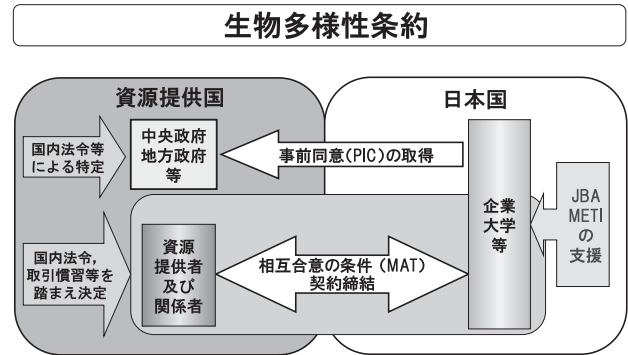 生物多様性条約
資源提供国
日本国
国内法令等
による特定
中央政府
地方政府
等
事前同意(PIC)の取得
企業
大学
等
JBA
METI
の
支援
国内法令,
取引慣習等を
踏まえ決定
資源
提供者
及び
関係者
相互合意の条件(MAT)
契約締結